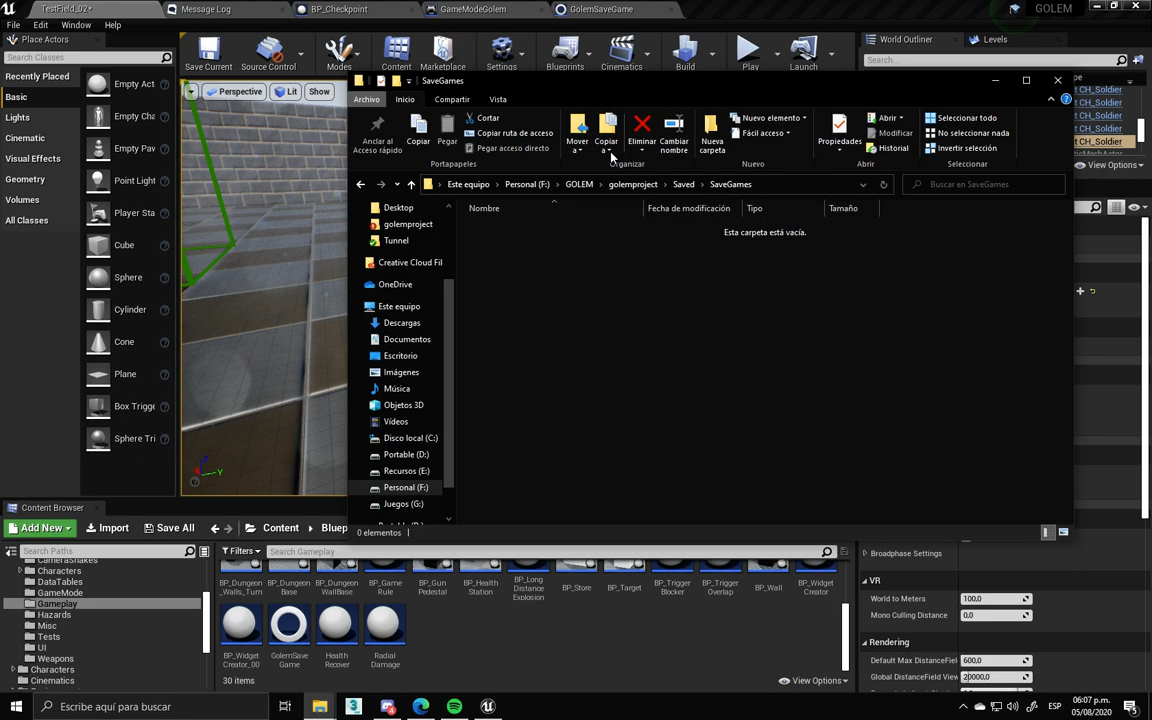 TestField_02•
Message Log
BP_Checkpoint
GameModeGolem
GolemSaveGame
GOLEM
File
Edit
Window
Help
Place Actors
Search Classes
Recently Placed
Basic
Lights
Cinematic
Visual Effects
Geometry
Volumes
All Classes
Empty Act
Empty Cha
Empty Pav
Point Light
Player Sta
Cube
Sphere
Cylinder
Cone
Plane
Box Trigge
Sphere Tri
Save Current
Source Control
Modes
Content
Marketplace
Settings
Blueprints
Cinematics
Build
Play
Launch
World Outliner
Levels
Search...
Perspective
Lit
Show
SaveGames
Archivo
Inicio
Compartir
Vista
Anclar al
Acceso rápido
Copiar
Pegar
Cortar
Copiar ruta de acceso
Pegar acceso directo
Portapapeles
Mover
a
Copiar
a
Eliminar
Cambiar
nombre
Organizar
Nueva
carpeta
Nuevo elemento
Fácil acceso
Nuevo
Propiedades
Abrir
Modificar
Historial
Abrir
Seleccionar todo
No seleccionar nada
Invertir selección
Seleccionar
Este equipo › Personal (F:) › GOLEM › golemproject › Saved › SaveGames
Buscar en SaveGames
Nombre
Fecha de modificación
Tipo
Tamaño
Esta carpeta está vacía.
Desktop
golemproject
Tunnel
Creative Cloud Fil
OneDrive
Este equipo
Descargas
Documentos
Escritorio
Imágenes
Música
Objetos 3D
Vídeos
Disco local (C:)
Portable (D:)
Recursos (E:)
Personal (F:)
Juegos (G:)
0 elementos
ype
t CH_Soldier
t CH_Soldier
t CH_Soldier
t CH_Soldier
t CH_Soldier
View Options
Broadphase Settings
VR
World to Meters
100,0
Mono Culling Distance
0,0
Rendering
Default Max DistanceFiel
600,0
Global DistanceField View
20000,0
Content Browser
Add New
Import
Save All
Content
Bluep
Search Paths
CameraShakes
Characters
DataTables
GameMode
Gameplay
Hazards
Misc
Tests
UI
Weapons
Characters
Cinematics
Filters
Search Gameplay
BP_Dungeon
_Walls_Turn
BP_Dungeon
Base
BP_Dungeon
WallBase
BP_Game
Rule
BP_Gun
Pedestal
BP_Health
Station
BP_Long
Distance
Explosion
BP_Store
BP_Target
BP_Trigger
Blocker
BP_Trigger
Overlap
BP_Wall
BP_Widget
Creator
BP_Widget
Creator_00
GolemSave
Game
Health
Recover
Radial
Damage
30 items
View Options
Escribe aquí para buscar
ESP
06:07 p.m.
05/08/2020